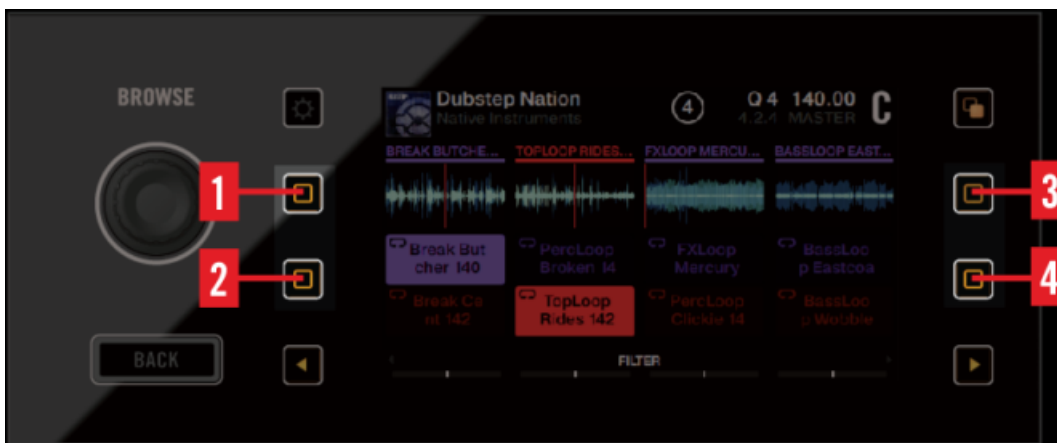 BROWSE
Dubstep Nation
Native Instruments
4
Q 4 140.00
4.2.4 MASTER
C
BREAK BUTCHE... TOPLOOP RIDES... FXLOOP MERCU... BASSLOOP EAST...
1
3
Break But
cher 140
PercLoop
Broken 14
FXLoop
Mercury
BassLoo
p Eastcoa
2
4
Break Ca
nt 142
TopLoop
Rides 142
PercLoop
Clickie 14
BassLoo
p Wobble
BACK
FILTER